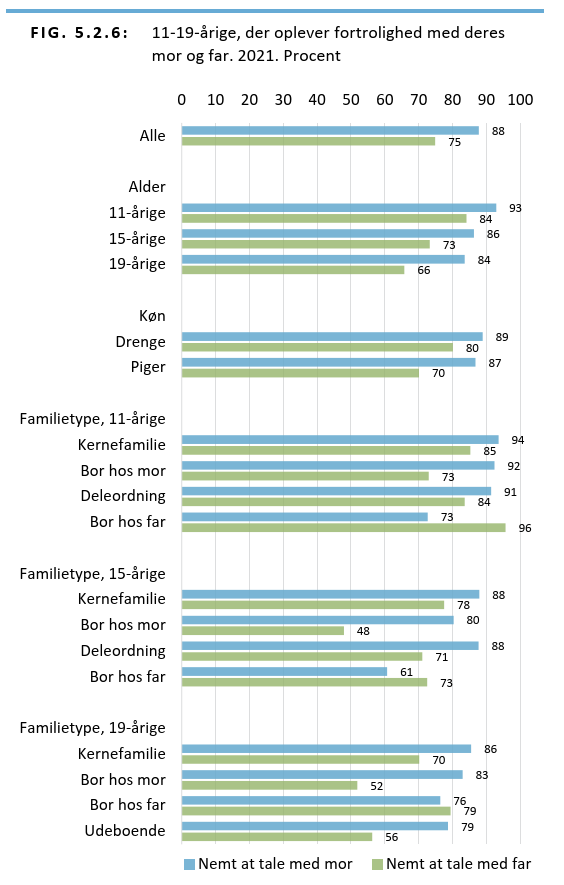 FIG. 5.2.6: 11-19-årige, der oplever fortrolighed med deres
mor og far. 2021. Procent
0 10 20 30 40 50 60 70 80 90 100
Alle 88
75
Alder
11-årige 93
84
15-årige 86
73
19-årige 84
66
Køn
Drenge 89
80
Piger 87
70
Familietype, 11-årige
Kernefamilie 94
85
Bor hos mor 92
73
Deleordning 91
84
Bor hos far 73
96
Familietype, 15-årige
Kernefamilie 88
78
Bor hos mor 80
48
Deleordning 88
71
Bor hos far 61
73
Familietype, 19-årige
Kernefamilie 86
70
Bor hos mor 83
52
Bor hos far 76
79
Udeboende 79
56
Nemt at tale med mor Nemt at tale med far